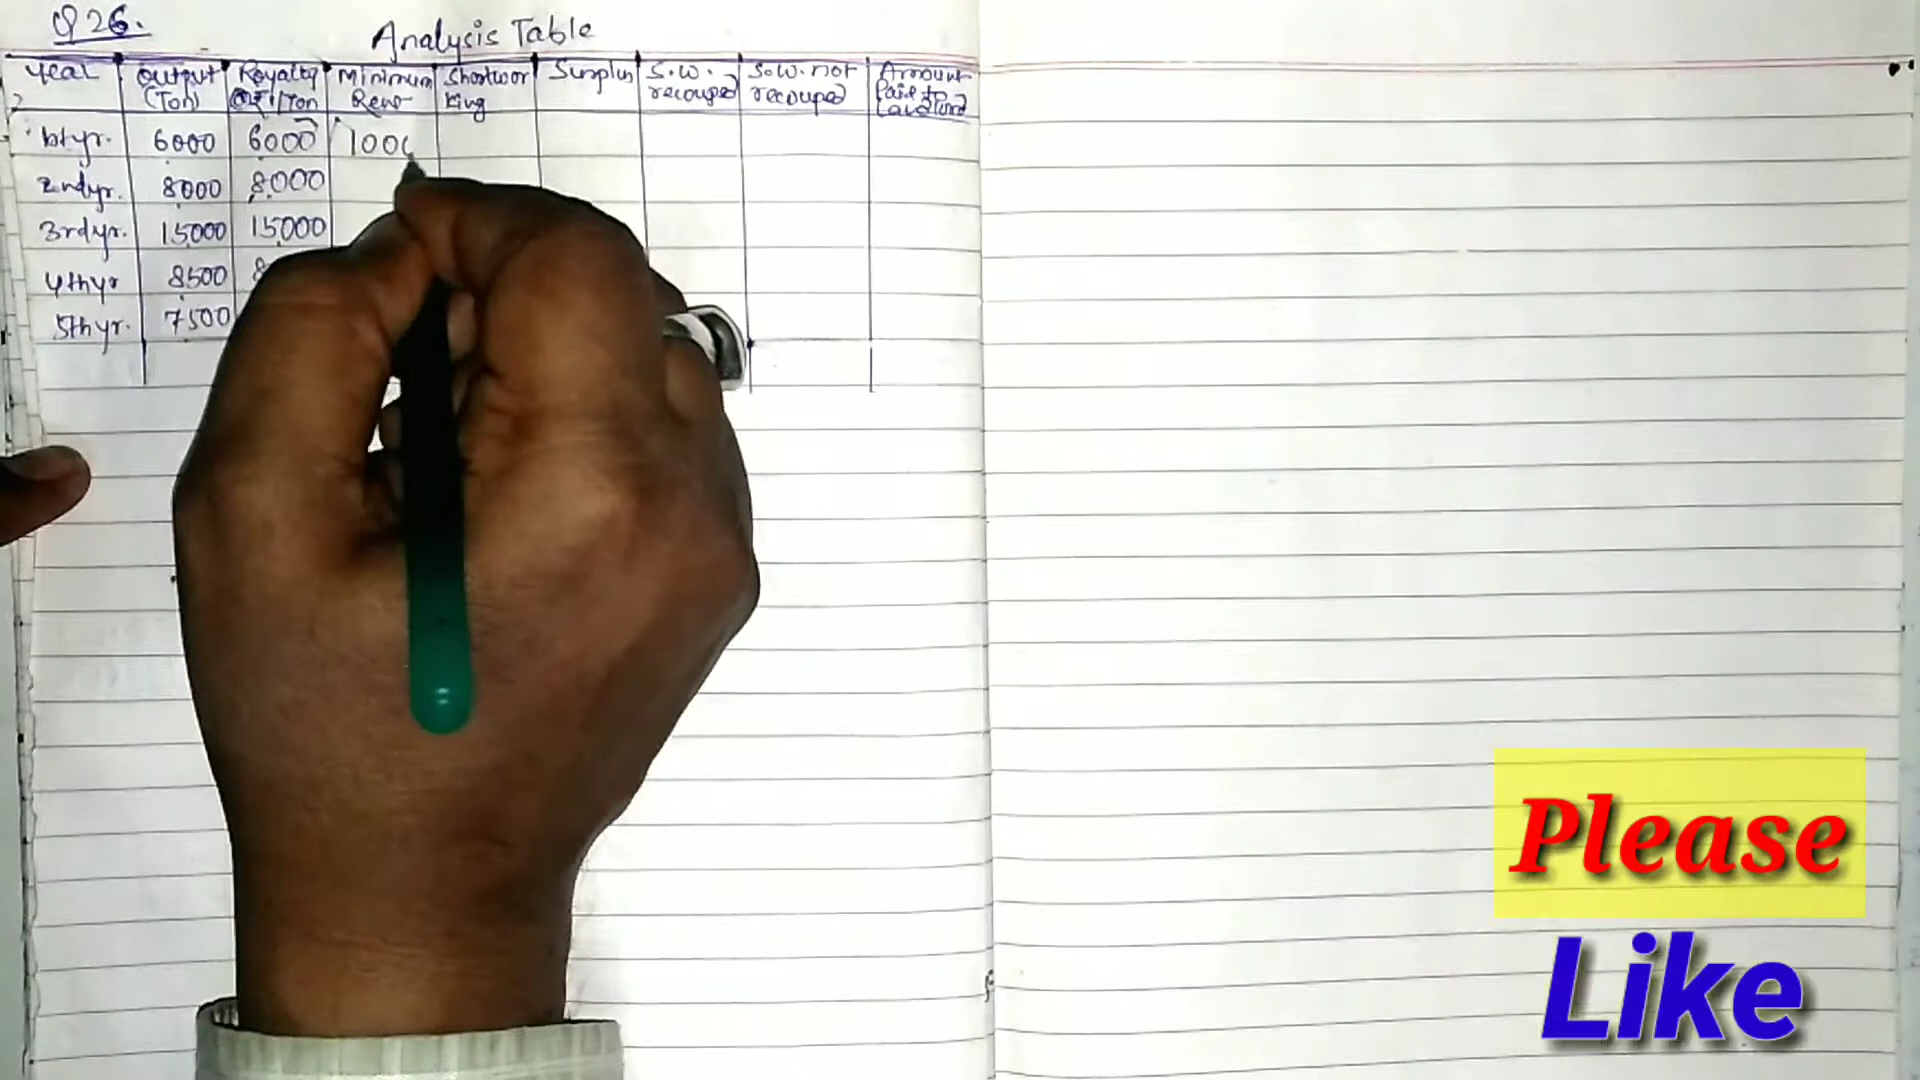 Q 26.
Analysis Table
Year Output (Ton) Royalty @ ₹1/Ton Minimum Rent Shortworking Surplus S.W. recouped S.W. not recouped Amount Paid to Landlord
1st yr. 6000 6000 1000
2nd yr. 8000 8000
3rd yr. 15000 15000
4th yr 8500 8
5th yr. 7500
Please
Like